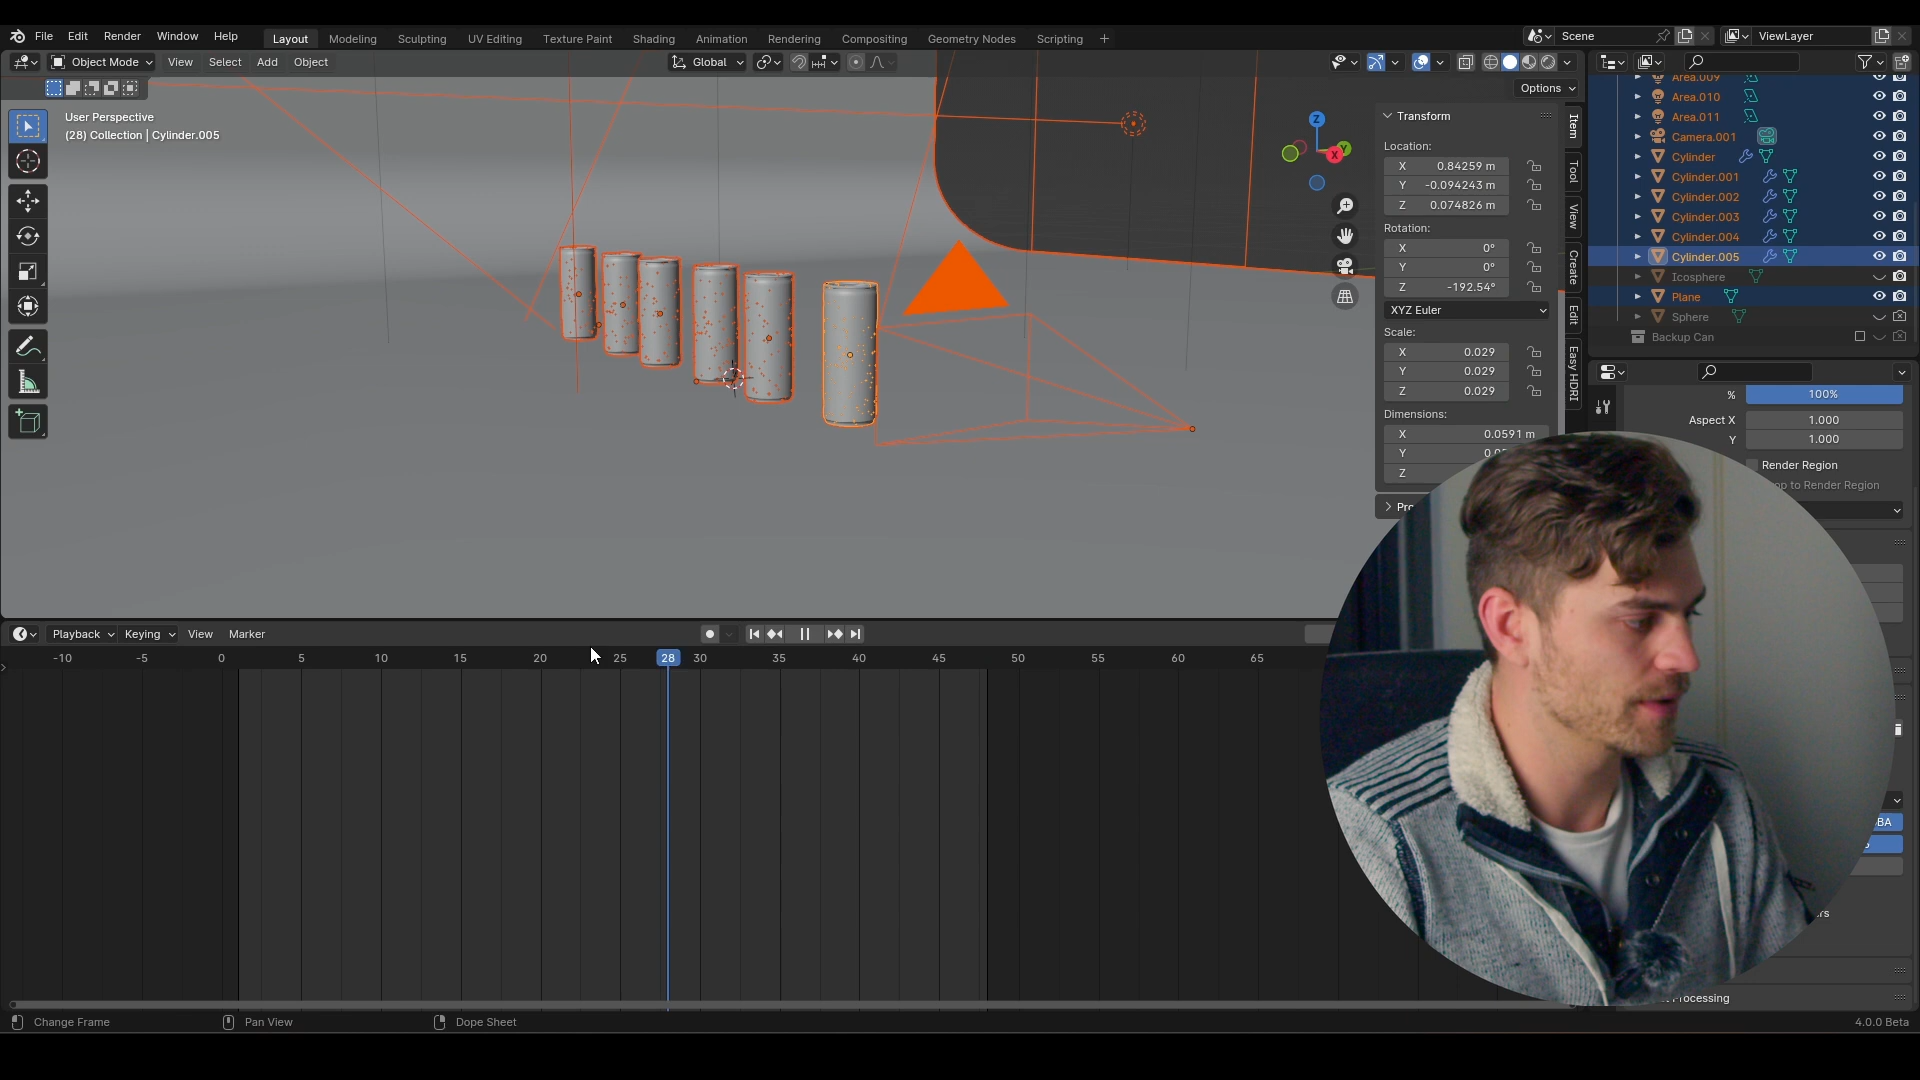 File Edit Render Window Help Layout Modeling Sculpting UV Editing Texture Paint Shading Animation Rendering Compositing Geometry Nodes Scripting + Scene ViewLayer
Object Mode View Select Add Object Global
Options
User Perspective
(28) Collection | Cylinder.005
Z
Y
X
Transform
Location:
X 0.84259 m
Y -0.094243 m
Z 0.074826 m
Rotation:
X 0°
Y 0°
Z -192.54°
XYZ Euler
Scale:
X 0.029
Y 0.029
Z 0.029
Dimensions:
X 0.0591 m
Y
Z
Item
Tool
View
Create
Edit
Easy HDRI
Area.009
Area.010
Area.011
Camera.001
Cylinder
Cylinder.001
Cylinder.002
Cylinder.003
Cylinder.004
Cylinder.005
Icosphere
Plane
Sphere
Backup Can
% 100%
Aspect X 1.000
Y 1.000
Render Region
to Render Region
BA
Playback Keying View Marker
-10 -5 0 5 10 15 20 25 28 30 35 40 45 50 55 60 65
Change Frame Pan View Dope Sheet
4.0.0 Beta